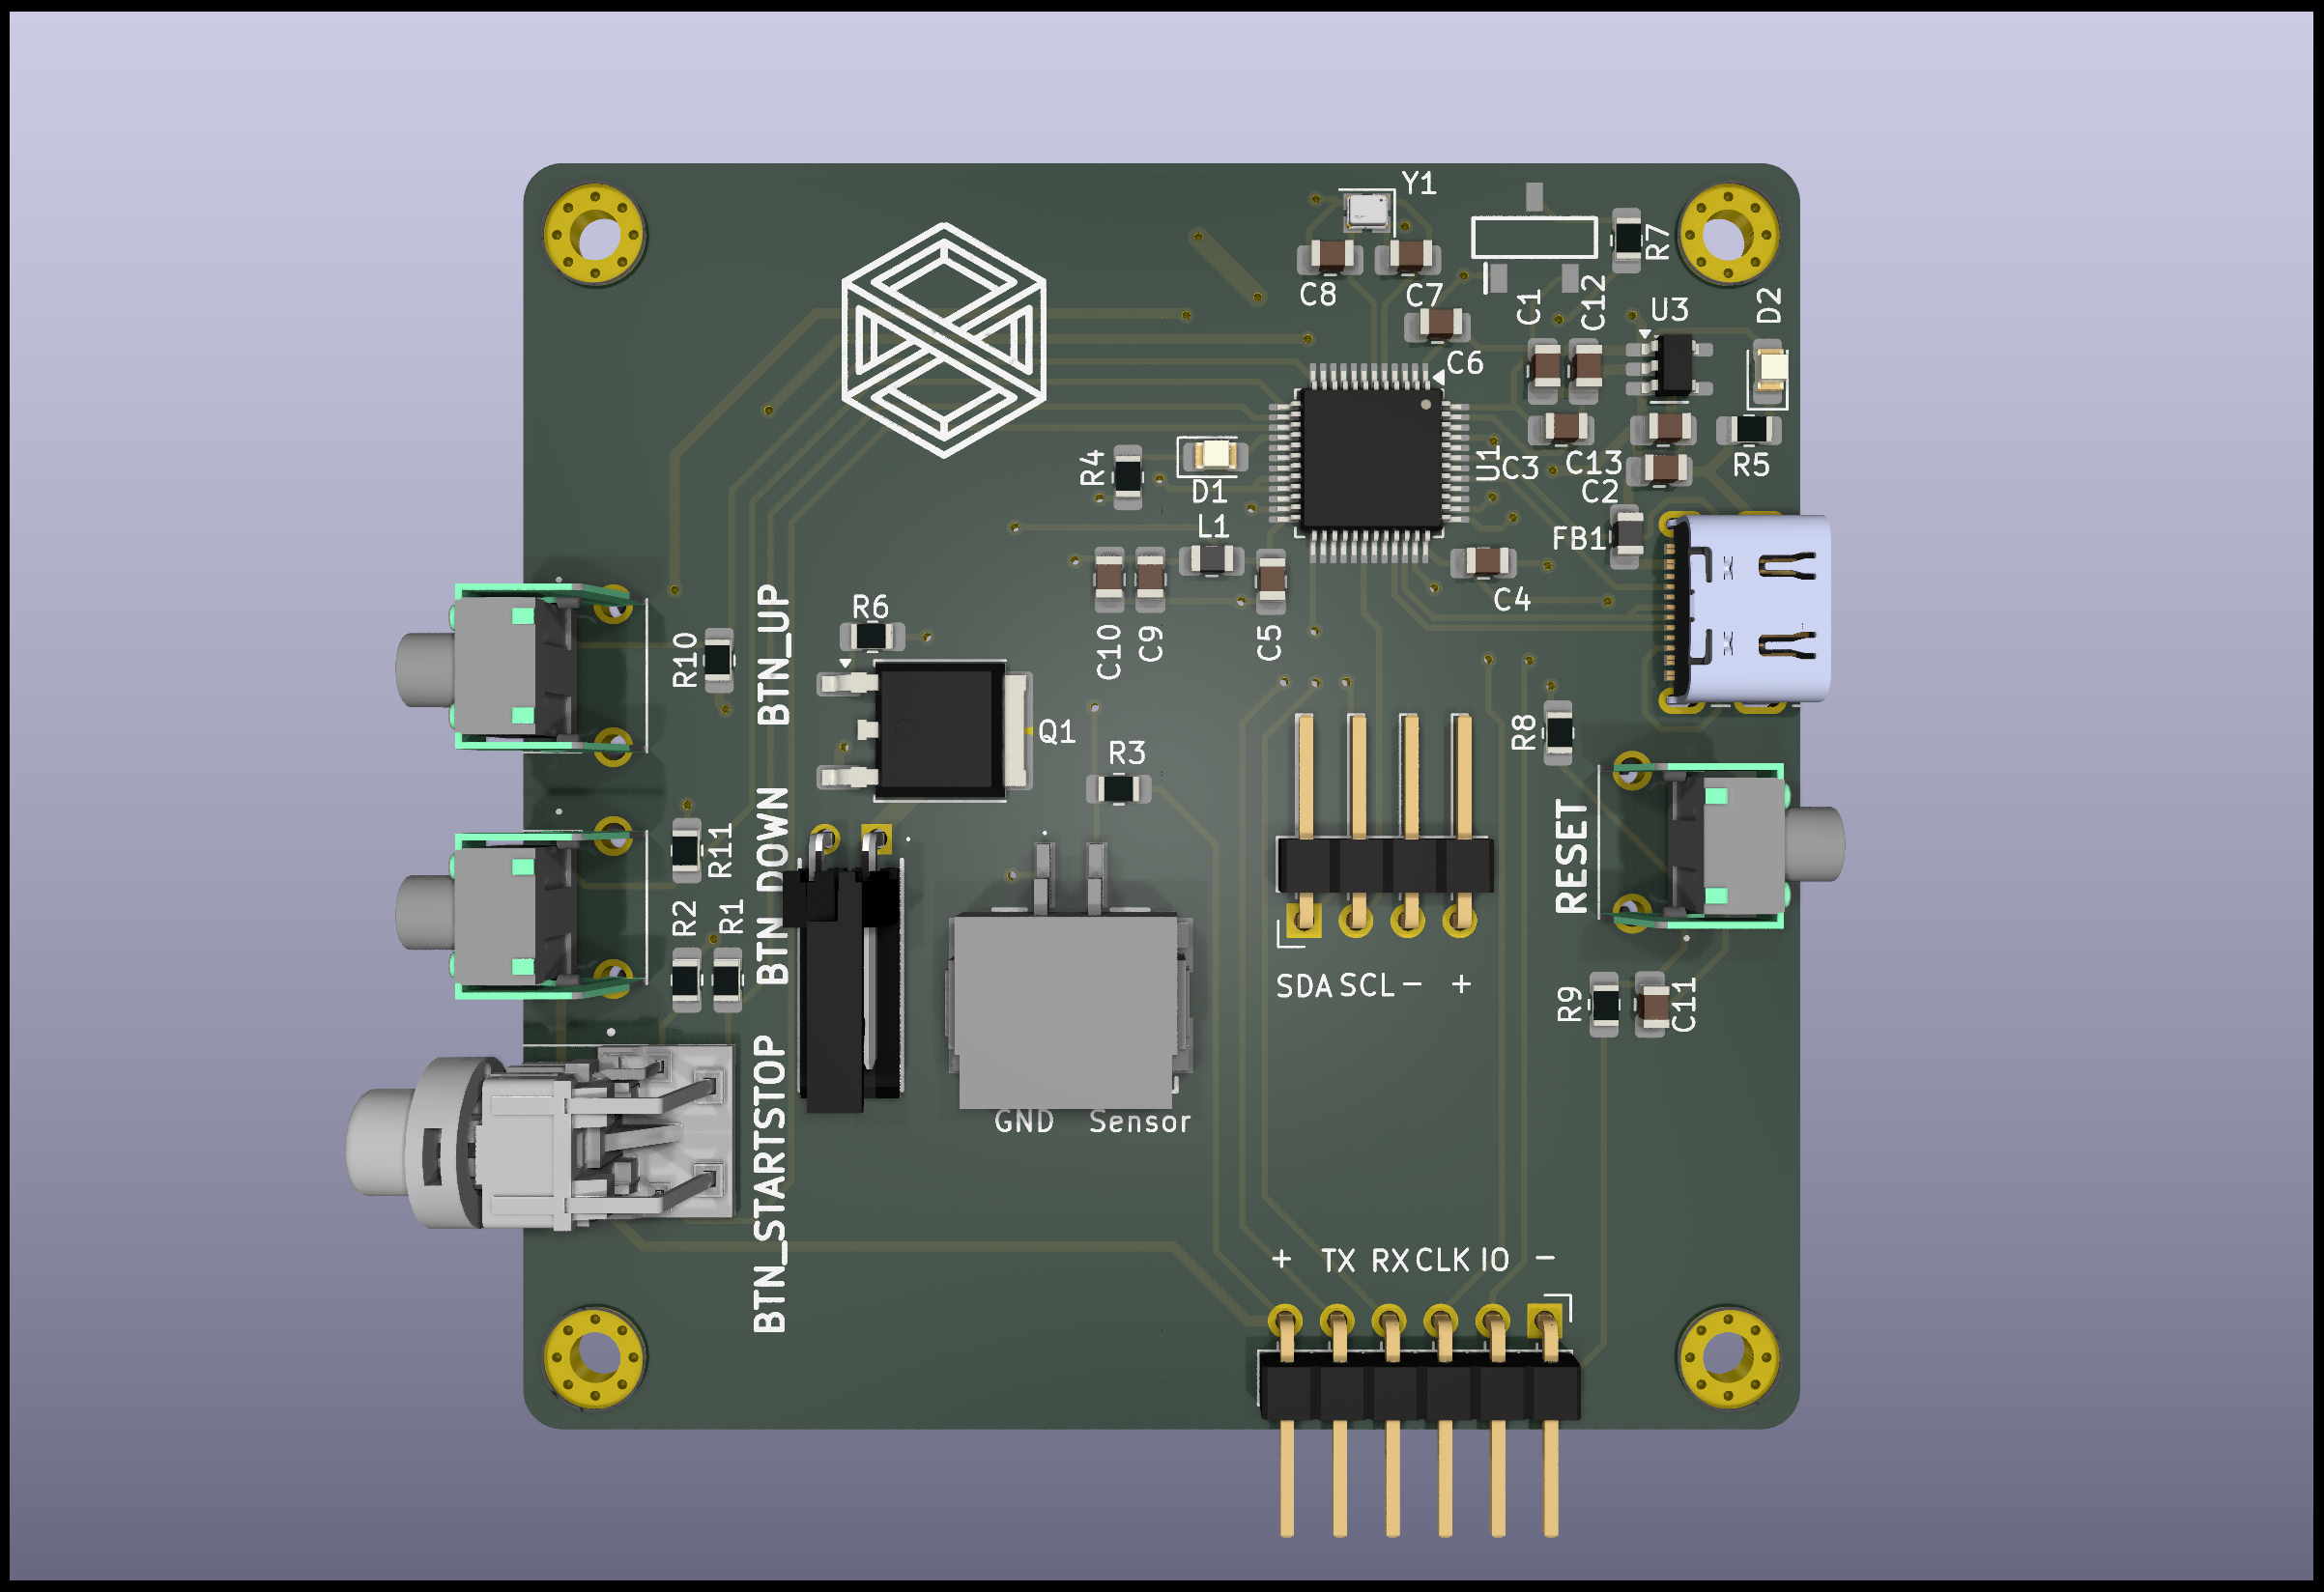 Y1
R7
C8
C7
C1
C12
U3
D2
C6
R4
D1
U1
C3
C13
C2
R5
L1
FB1
C10
C9
C5
C4
R6
R10
BTN_UP
Q1
R3
R8
R11
BTN_DOWN
RESET
R2
R1
SDA SCL - +
R9
C11
GND Sensor
BTN_STARTSTOP
+ TX RX CLK IO -